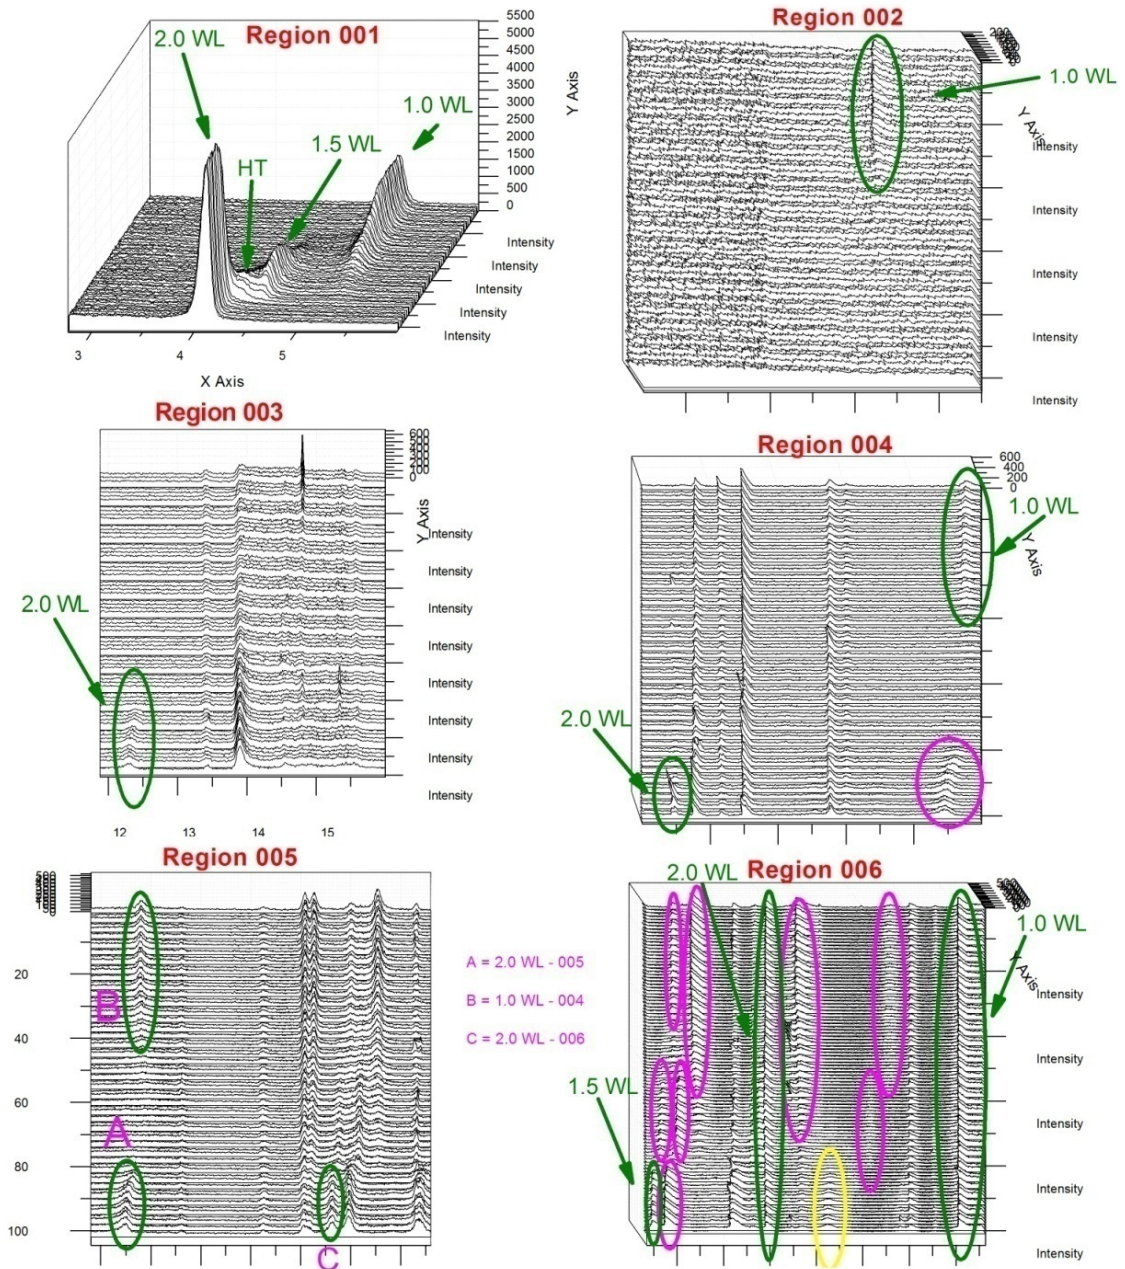 Region 001
2.0 WL
HT
1.5 WL
1.0 WL
5500
5000
4500
4000
3500
3000
2500
2000
1500
1000
500
0
Y Axis
Intensity
Intensity
Intensity
Intensity
Intensity
3
4
5
X Axis
Region 002
1.0 WL
Y Axis
Intensity
Intensity
Intensity
Intensity
Intensity
Region 003
600
500
400
300
200
100
0
Y Axis
2.0 WL
Intensity
Intensity
Intensity
Intensity
Intensity
Intensity
Intensity
Intensity
12
13
14
15
Region 004
600
400
200
0
1.0 WL
Y Axis
2.0 WL
Region 005
B
A
C
20
40
60
80
100
A = 2.0 WL - 005
B = 1.0 WL - 004
C = 2.0 WL - 006
Region 006
2.0 WL
1.0 WL
1.5 WL
X Axis
Intensity
Intensity
Intensity
Intensity
Intensity